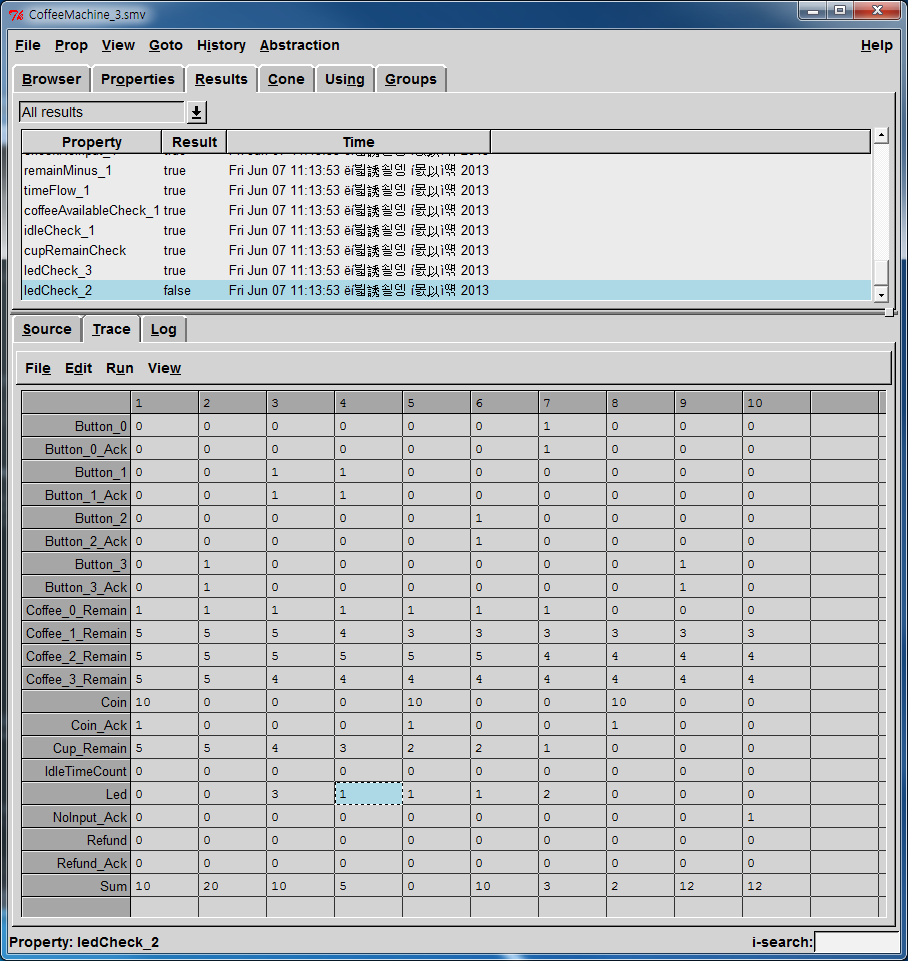 CoffeeMachine_3.smv
File Prop View Goto History Abstraction Help
Browser Properties Results Cone Using Groups
All results
Property Result Time
remainMinus_1 true Fri Jun 07 11:13:53 2013
timeFlow_1 true Fri Jun 07 11:13:53 2013
coffeeAvailableCheck_1 true Fri Jun 07 11:13:53 2013
idleCheck_1 true Fri Jun 07 11:13:53 2013
cupRemainCheck true Fri Jun 07 11:13:53 2013
ledCheck_3 true Fri Jun 07 11:13:53 2013
ledCheck_2 false Fri Jun 07 11:13:53 2013
Source Trace Log
File Edit Run View
1 2 3 4 5 6 7 8 9 10
Button_0 0 0 0 0 0 0 1 0 0 0
Button_0_Ack 0 0 0 0 0 0 1 0 0 0
Button_1 0 0 1 1 0 0 0 0 0 0
Button_1_Ack 0 0 1 1 0 0 0 0 0 0
Button_2 0 0 0 0 0 1 0 0 0 0
Button_2_Ack 0 0 0 0 0 1 0 0 0 0
Button_3 0 1 0 0 0 0 0 0 1 0
Button_3_Ack 0 1 0 0 0 0 0 0 1 0
Coffee_0_Remain 1 1 1 1 1 1 1 0 0 0
Coffee_1_Remain 5 5 5 4 3 3 3 3 3 3
Coffee_2_Remain 5 5 5 5 5 5 4 4 4 4
Coffee_3_Remain 5 5 4 4 4 4 4 4 4 4
Coin 10 0 0 0 10 0 0 10 0 0
Coin_Ack 1 0 0 0 1 0 0 1 0 0
Cup_Remain 5 5 4 3 2 2 1 0 0 0
IdleTimeCount 0 0 0 0 0 0 0 0 0 0
Led 0 0 3 1 1 1 2 0 0 0
NoInput_Ack 0 0 0 0 0 0 0 0 0 1
Refund 0 0 0 0 0 0 0 0 0 0
Refund_Ack 0 0 0 0 0 0 0 0 0 0
Sum 10 20 10 5 0 10 3 2 12 12
Property: ledCheck_2 i-search: